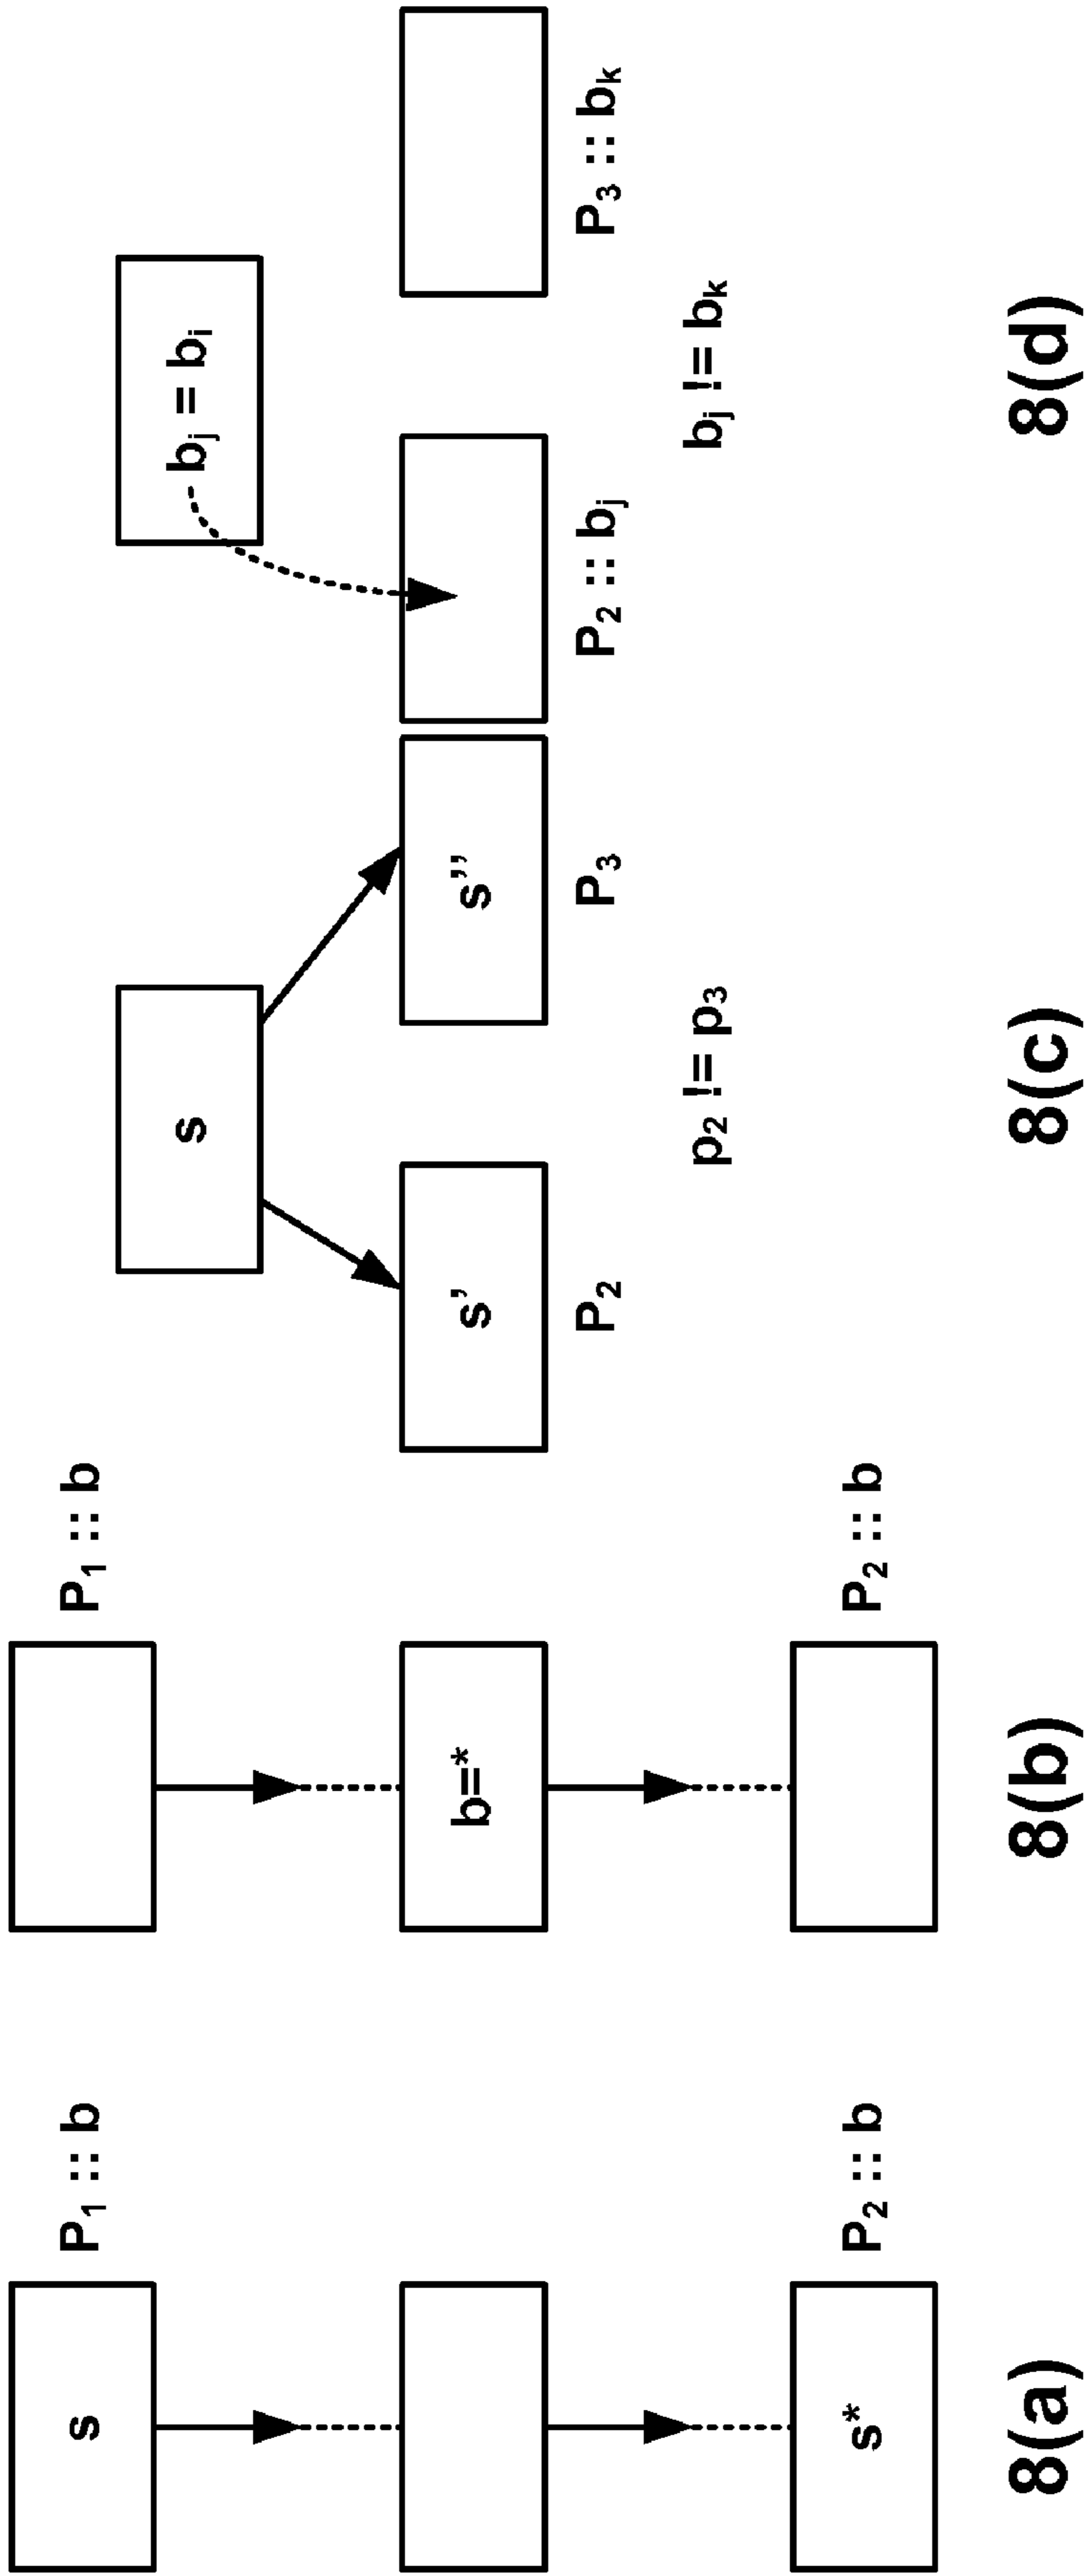 s
P₁ :: b
s*
P₂ :: b
8(a)
P₁ :: b
b=*
P₂ :: b
8(b)
s
s’
s’’
P₂
P₃
p₂ != p₃
8(c)
bⱼ = bᵢ
P₂ :: bⱼ
P₃ :: bₖ
bⱼ != bₖ
8(d)